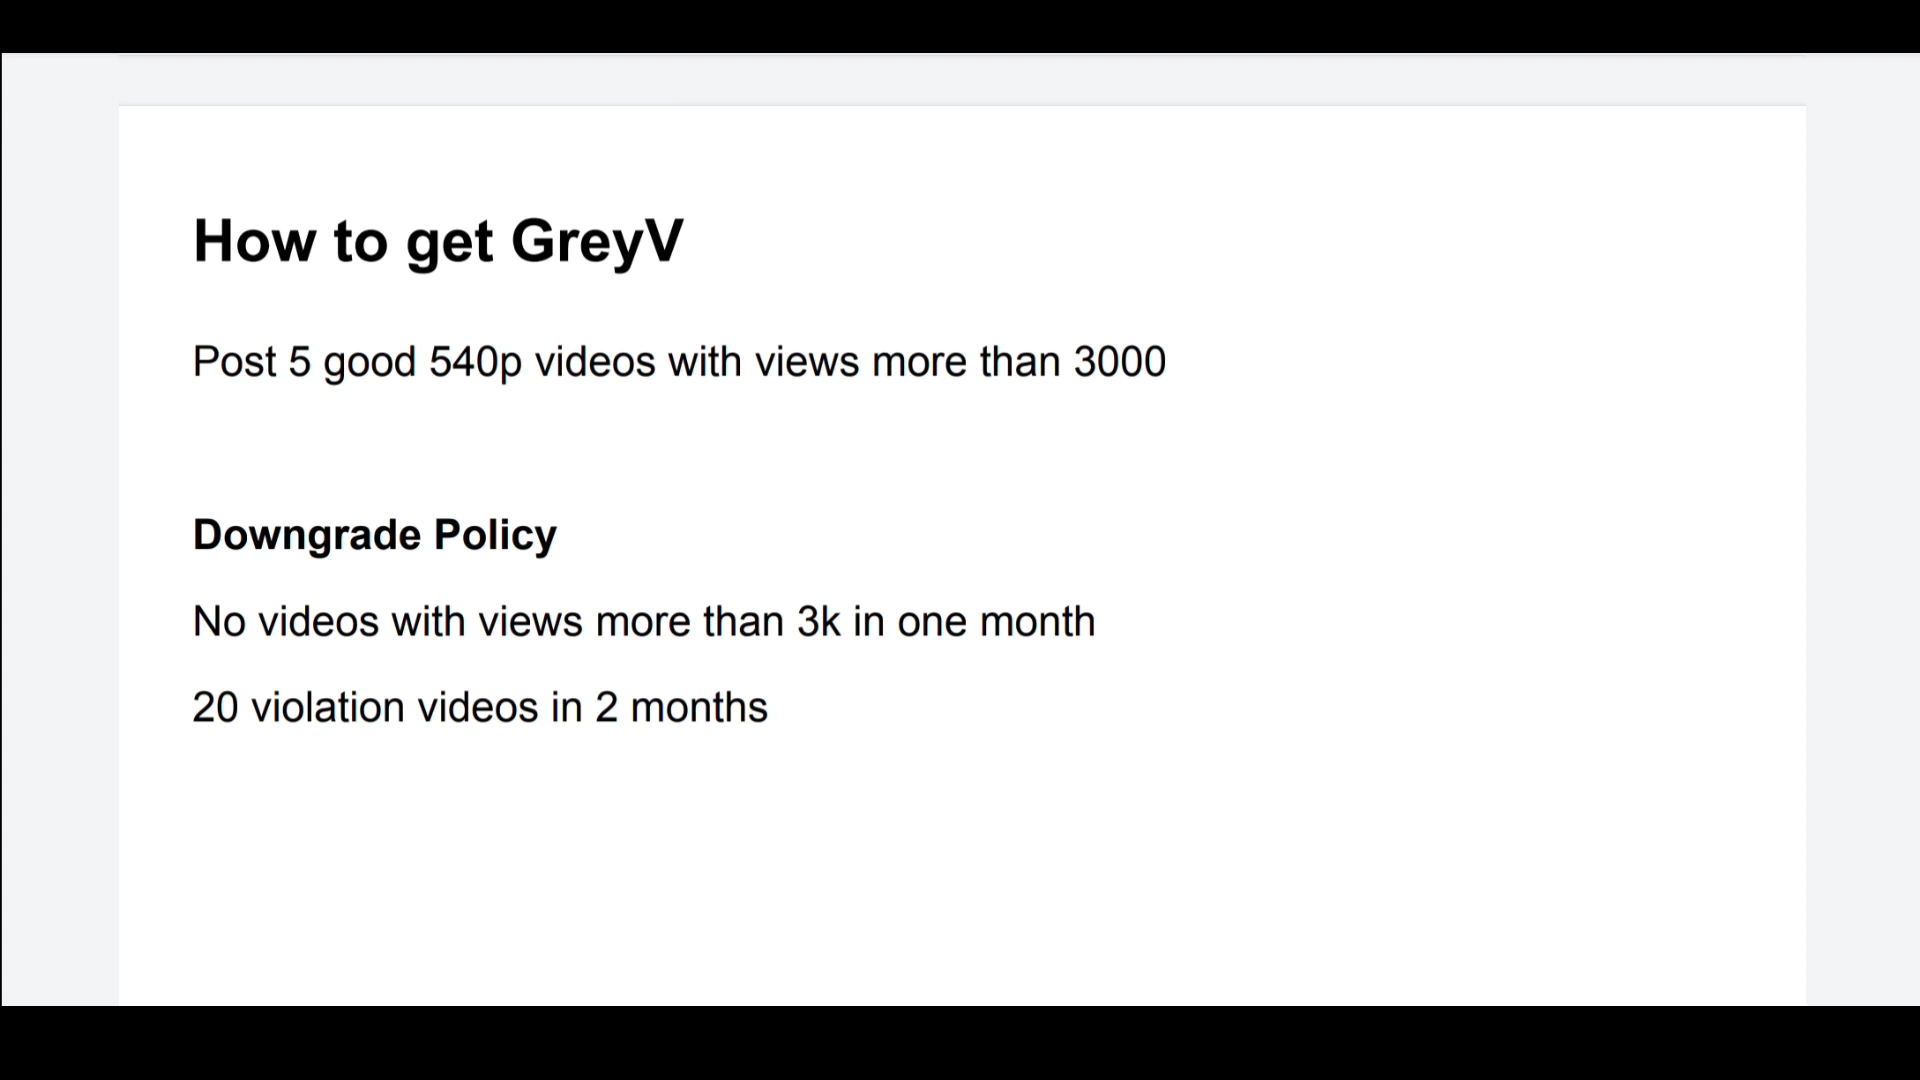 How to get GreyV
Post 5 good 540p videos with views more than 3000
Downgrade Policy
No videos with views more than 3k in one month
20 violation videos in 2 months